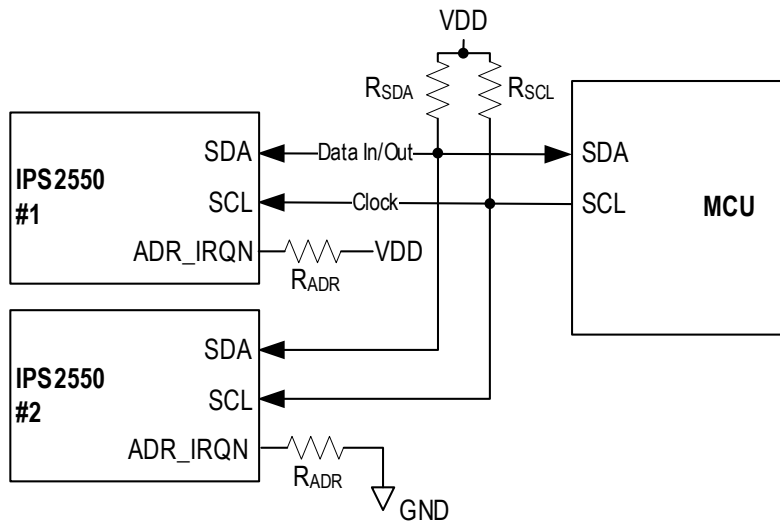 VDD
RSDA
RSCL
IPS2550
#1
SDA
SCL
ADR_IRQN
Data In/Out
Clock
RADR
VDD
SDA
SCL
MCU
IPS2550
#2
SDA
SCL
ADR_IRQN
RADR
GND